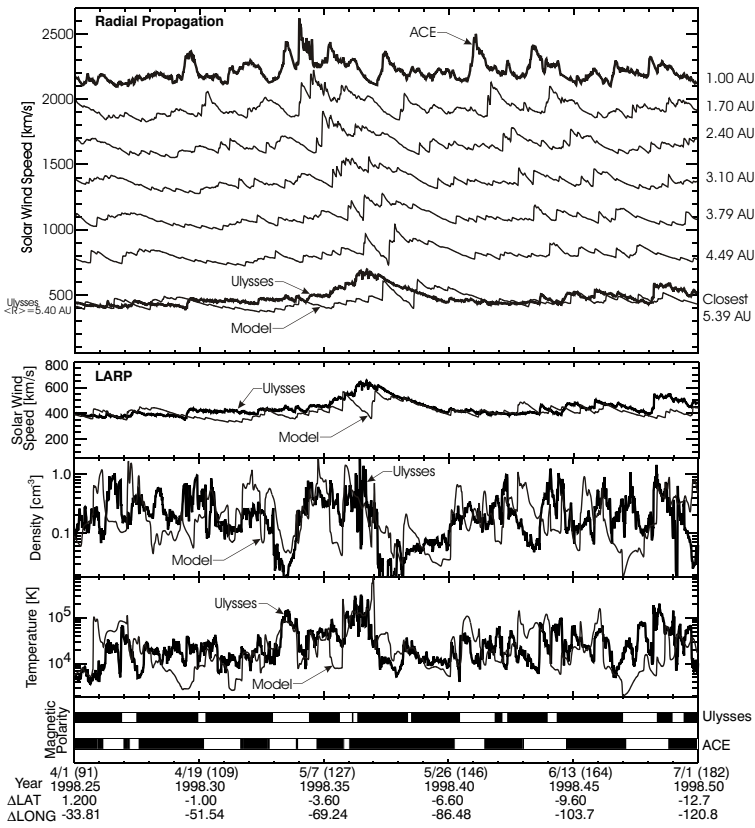 Radial Propagation
ACE
2500
2000
1500
1000
500
Solar Wind Speed [km/s]
1.00 AU
1.70 AU
2.40 AU
3.10 AU
3.79 AU
4.49 AU
Closest
5.39 AU
Ulysses
<R>=5.40 AU
Ulysses
Model
LARP
800
600
400
200
Solar Wind
Speed [km/s]
Ulysses
Model
1.0
0.1
Density [cm-3]
Ulysses
Model
10^5
10^4
Temperature [K]
Ulysses
Model
Magnetic
Polarity
Ulysses
ACE
4/1 (91) 4/19 (109) 5/7 (127) 5/26 (146) 6/13 (164) 7/1 (182)
Year 1998.25 1998.30 1998.35 1998.40 1998.45 1998.50
ΔLAT 1.200 -1.00 -3.60 -6.60 -9.60 -12.7
ΔLONG -33.81 -51.54 -69.24 -86.48 -103.7 -120.8